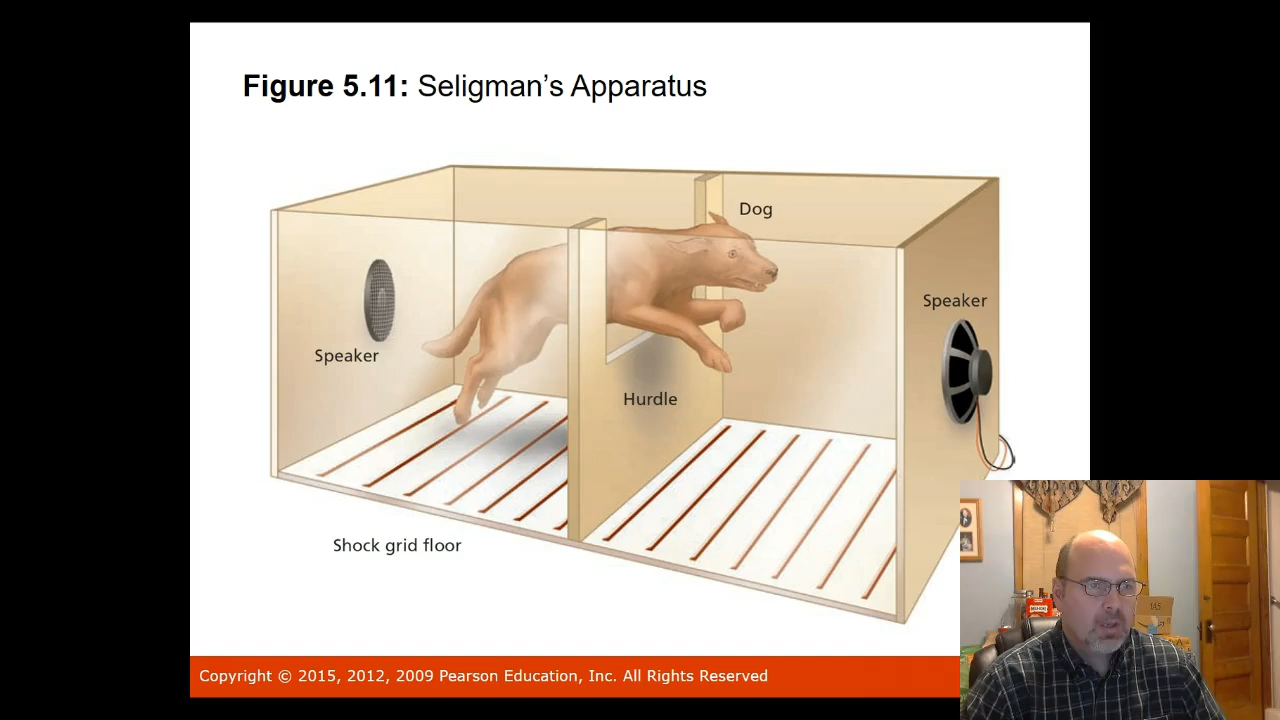 Figure 5.11: Seligman's Apparatus
Dog
Speaker
Speaker
Hurdle
Shock grid floor
Copyright © 2015, 2012, 2009 Pearson Education, Inc. All Rights Reserved